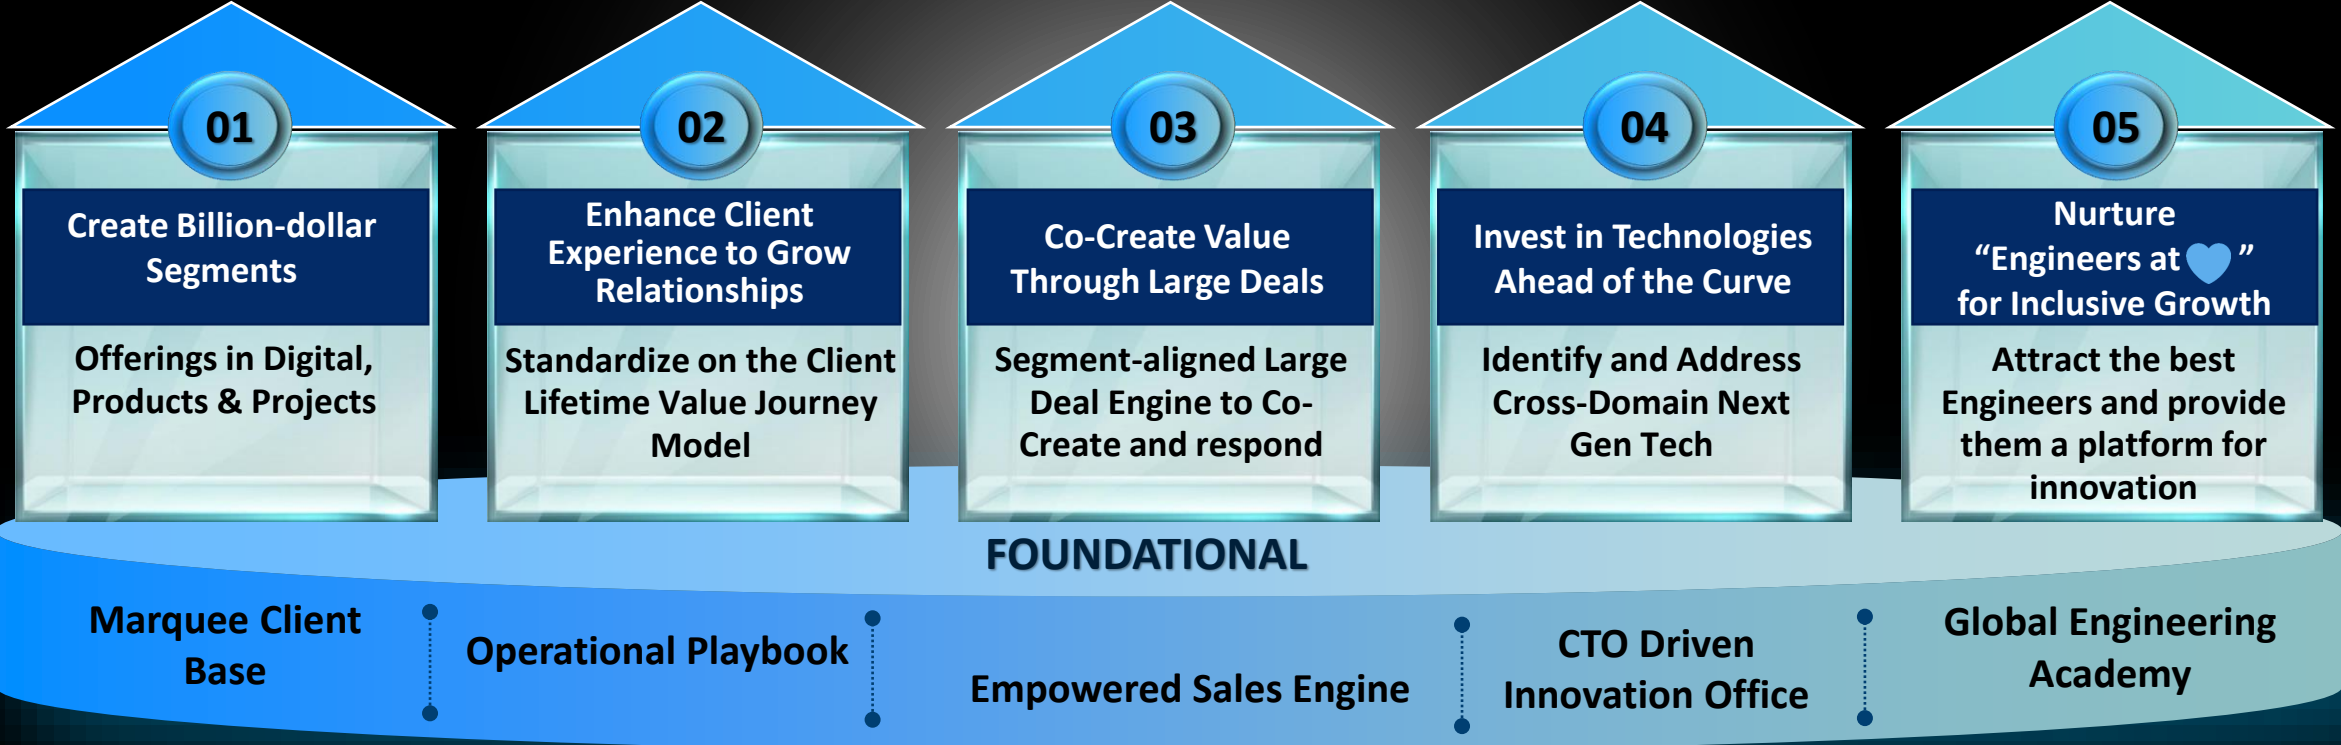 01
Create Billion-dollar
Segments
Offerings in Digital,
Products & Projects
02
Enhance Client
Experience to Grow
Relationships
Standardize on the Client
Lifetime Value Journey
Model
03
Co-Create Value
Through Large Deals
Segment-aligned Large
Deal Engine to Co-
Create and respond
04
Invest in Technologies
Ahead of the Curve
Identify and Address
Cross-Domain Next
Gen Tech
05
Nurture
“Engineers at ”
for Inclusive Growth
Attract the best
Engineers and provide
them a platform for
innovation
FOUNDATIONAL
Marquee Client
Base
Operational Playbook
Empowered Sales Engine
CTO Driven
Innovation Office
Global Engineering
Academy